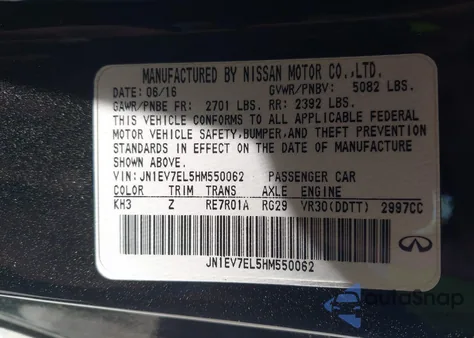 MANUFACTURED BY NISSAN MOTOR CO.,LTD.
DATE: 06/16 GVWR/PNBV: 5082 LBS.
GAWR/PNBE FR: 2701 LBS. RR: 2392 LBS.
THIS VEHICLE CONFORMS TO ALL APPLICABLE FEDERAL
MOTOR VEHICLE SAFETY,BUMPER,AND THEFT PREVENTION
STANDARDS IN EFFECT ON THE DATE OF MANUFACTURE
SHOWN ABOVE.
VIN: JN1EV7EL5HM550062 PASSENGER CAR
COLOR TRIM TRANS AXLE ENGINE
KH3 Z RE7R01A RG29 VR30(DDTT) 2997CC
JN1EV7EL5HM550062
INFINITI
AutoSnap